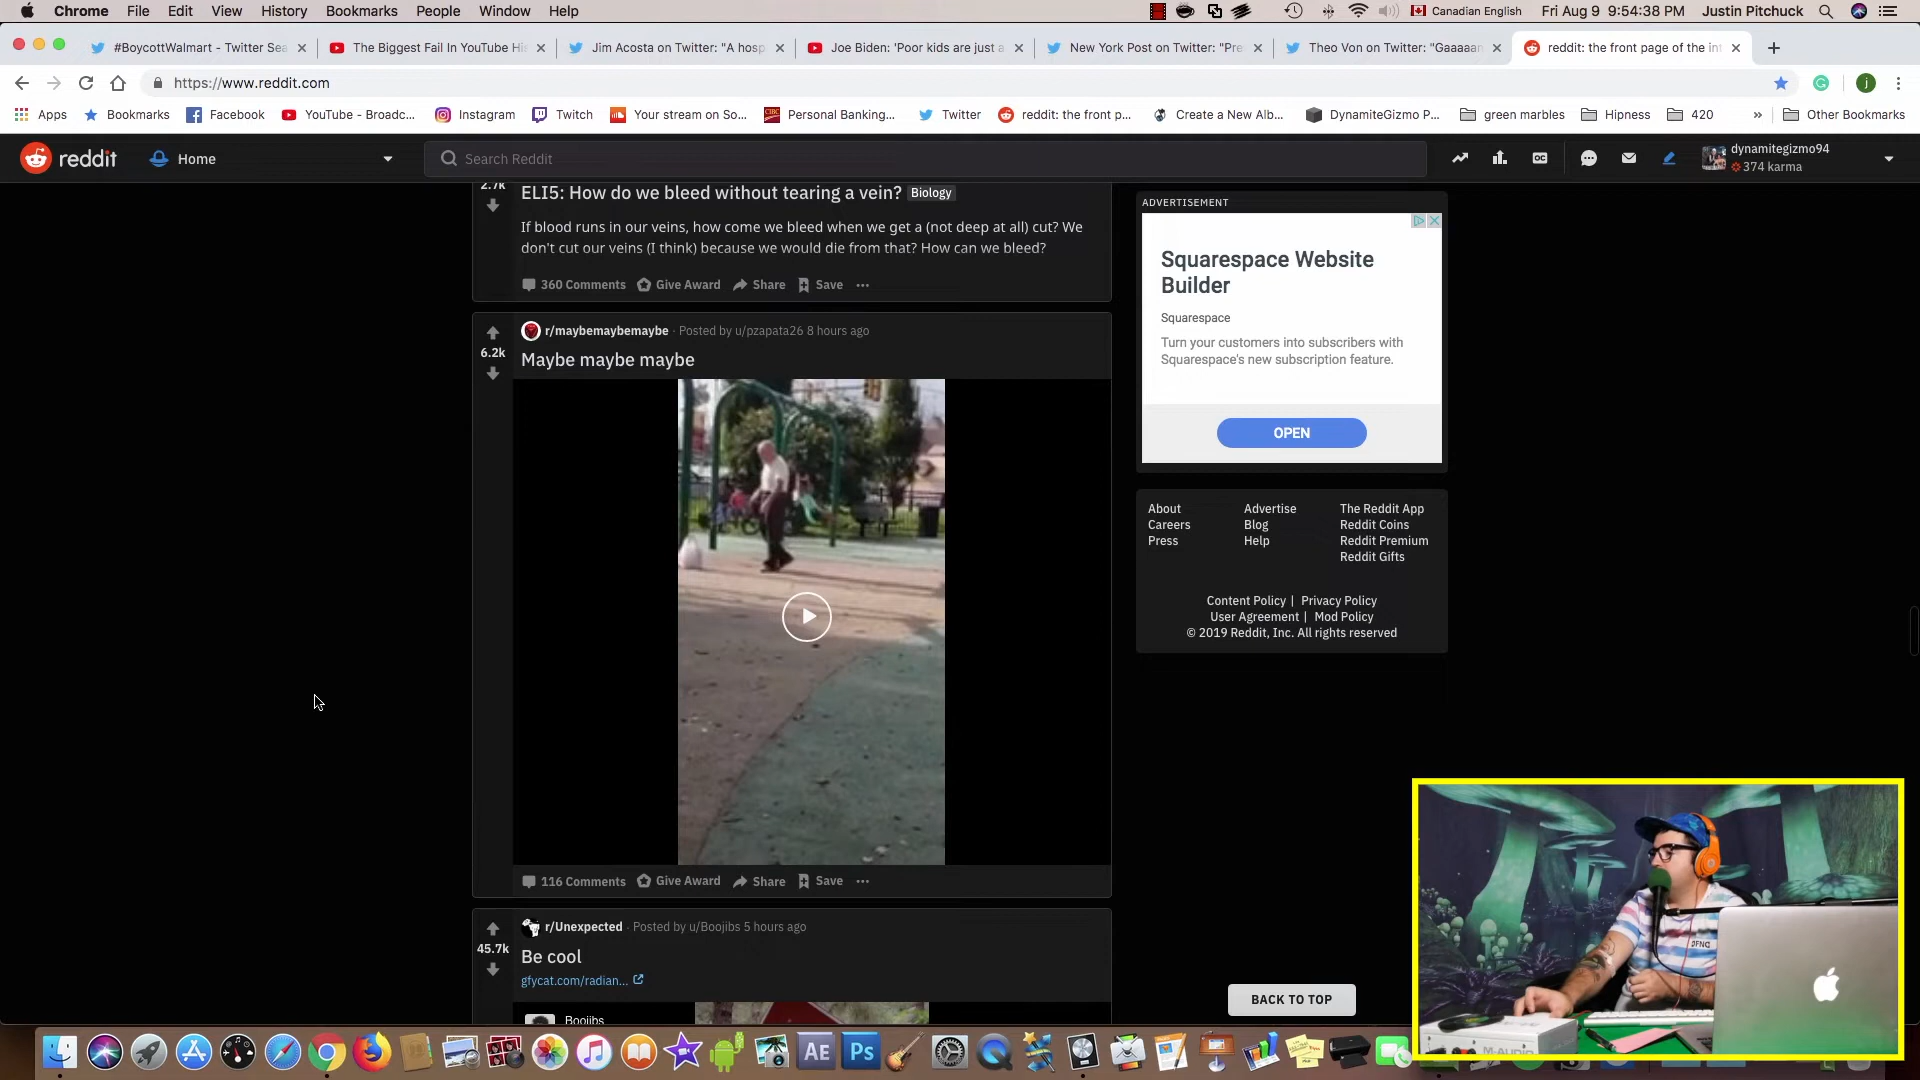 Chrome File Edit View History Bookmarks People Window Help Canadian English Fri Aug 9 9:54:38 PM Justin Pitchuck
#BoycottWalmart - Twitter Sea The Biggest Fail In YouTube His Jim Acosta on Twitter: "A hosp Joe Biden: 'Poor kids are just a New York Post on Twitter: "Pre Theo Von on Twitter: "Gaaaaan reddit: the front page of the int
https://www.reddit.com j
Apps Bookmarks Facebook YouTube - Broadc... Instagram Twitch Your stream on So... CIBC Personal Banking... Twitter reddit: the front p... Create a New Alb... DynamiteGizmo P... green marbles Hipness 420 » Other Bookmarks
reddit Home Search Reddit OC dynamitegizmo94
374 karma
2.7k
ELI5: How do we bleed without tearing a vein? Biology
If blood runs in our veins, how come we bleed when we get a (not deep at all) cut? We
don't cut our veins (I think) because we would die from that? How can we bleed?
360 Comments Give Award Share Save ...
r/maybemaybemaybe · Posted by u/pzapata26 8 hours ago
6.2k
Maybe maybe maybe
116 Comments Give Award Share Save ...
r/Unexpected · Posted by u/Boojibs 5 hours ago
45.7k
Be cool
gfycat.com/radian...
Boojibs
ADVERTISEMENT
Squarespace Website
Builder
Squarespace
Turn your customers into subscribers with
Squarespace's new subscription feature.
OPEN
About Advertise The Reddit App
Careers Blog Reddit Coins
Press Help Reddit Premium
Reddit Gifts
Content Policy | Privacy Policy
User Agreement | Mod Policy
© 2019 Reddit, Inc. All rights reserved
BACK TO TOP
M-AUDIO
AE Ps